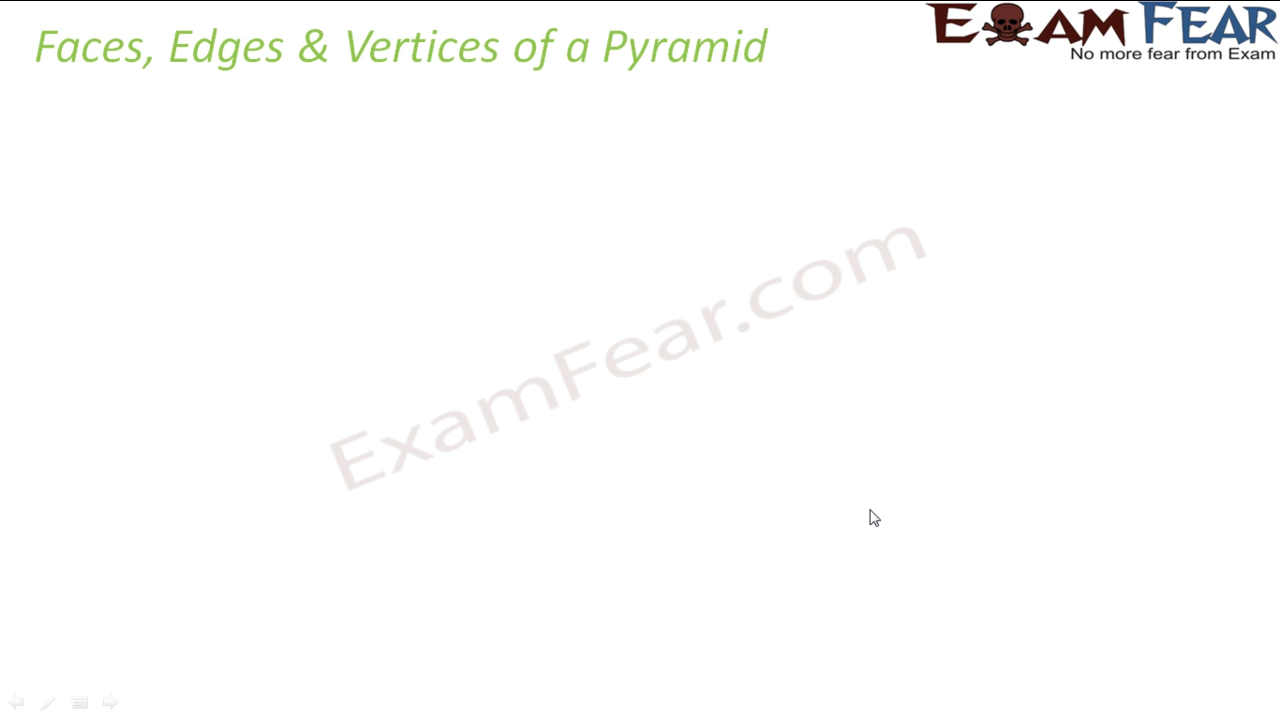 Faces, Edges & Vertices of a Pyramid
EXAM FEAR
No more fear from Exam
ExamFear.com